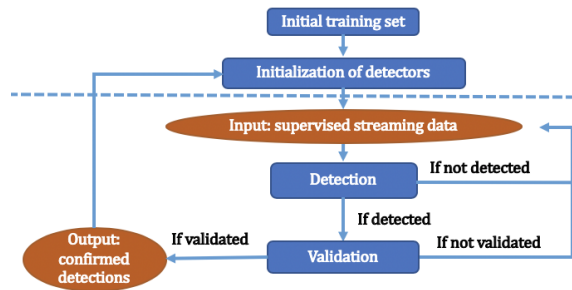 Initial training set
Initialization of detectors
Input: supervised streaming data
Detection
If not detected
If detected
Output:
confirmed
detections
If validated
Validation
If not validated